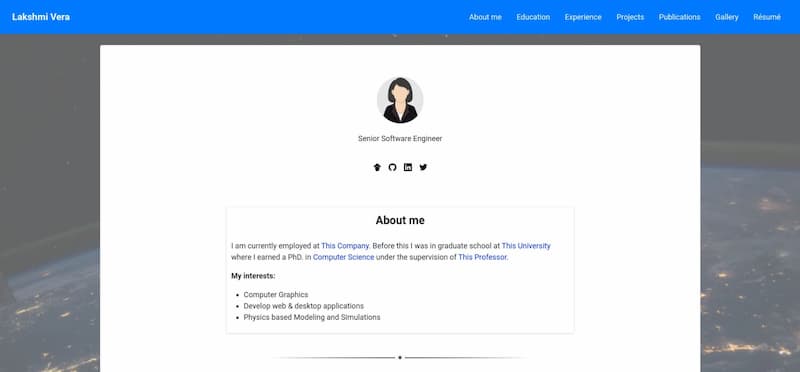 Lakshmi Vera
About me Education Experience Projects Publications Gallery Résumé
Senior Software Engineer
About me
I am currently employed at This Company. Before this I was in graduate school at This University
where I earned a PhD. in Computer Science under the supervision of This Professor.
My interests:
Computer Graphics
Develop web & desktop applications
Physics based Modeling and Simulations